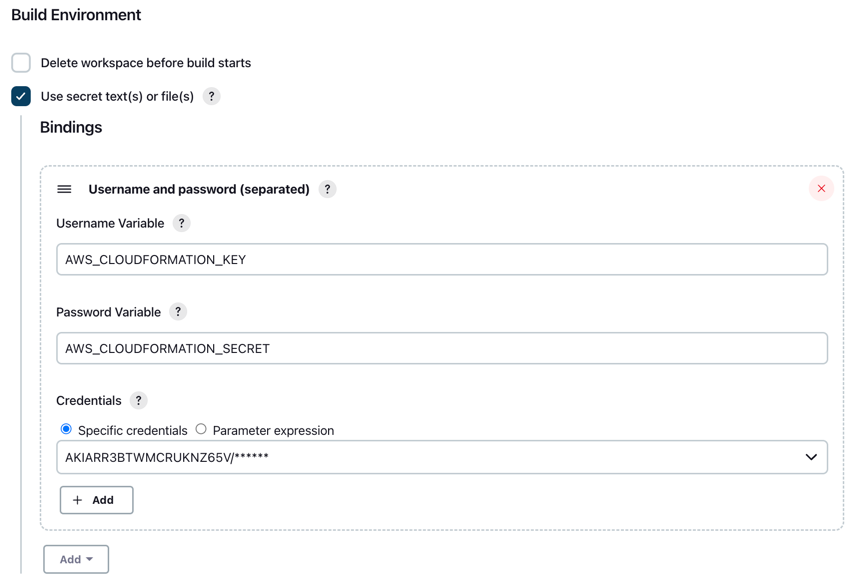 Build Environment
Delete workspace before build starts
Use secret text(s) or file(s) ?
Bindings
Username and password (separated) ?
Username Variable ?
AWS_CLOUDFORMATION_KEY
Password Variable ?
AWS_CLOUDFORMATION_SECRET
Credentials ?
Specific credentials Parameter expression
AKIARR3BTWMCRUKNZ65V/******
+ Add
Add